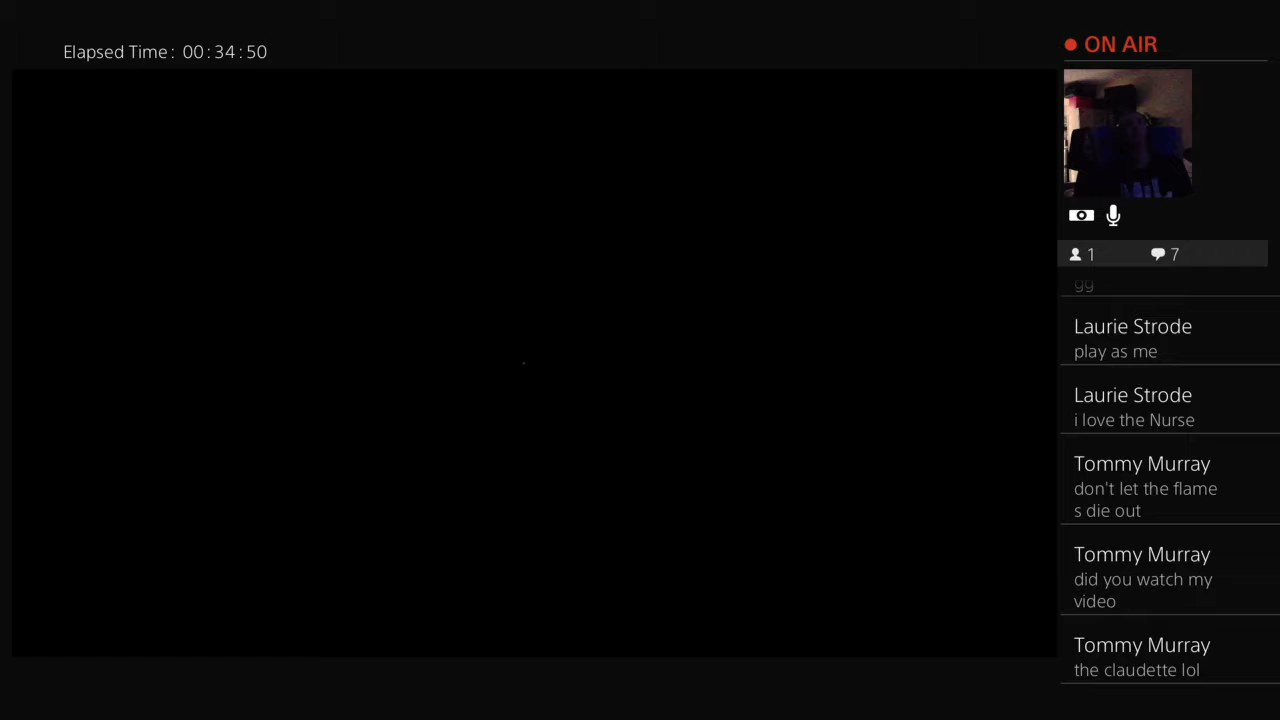 Elapsed Time: 00:34:50
ON AIR
1 7
gg
Laurie Strode
play as me
Laurie Strode
i love the Nurse
Tommy Murray
don't let the flame
s die out
Tommy Murray
did you watch my
video
Tommy Murray
the claudette lol